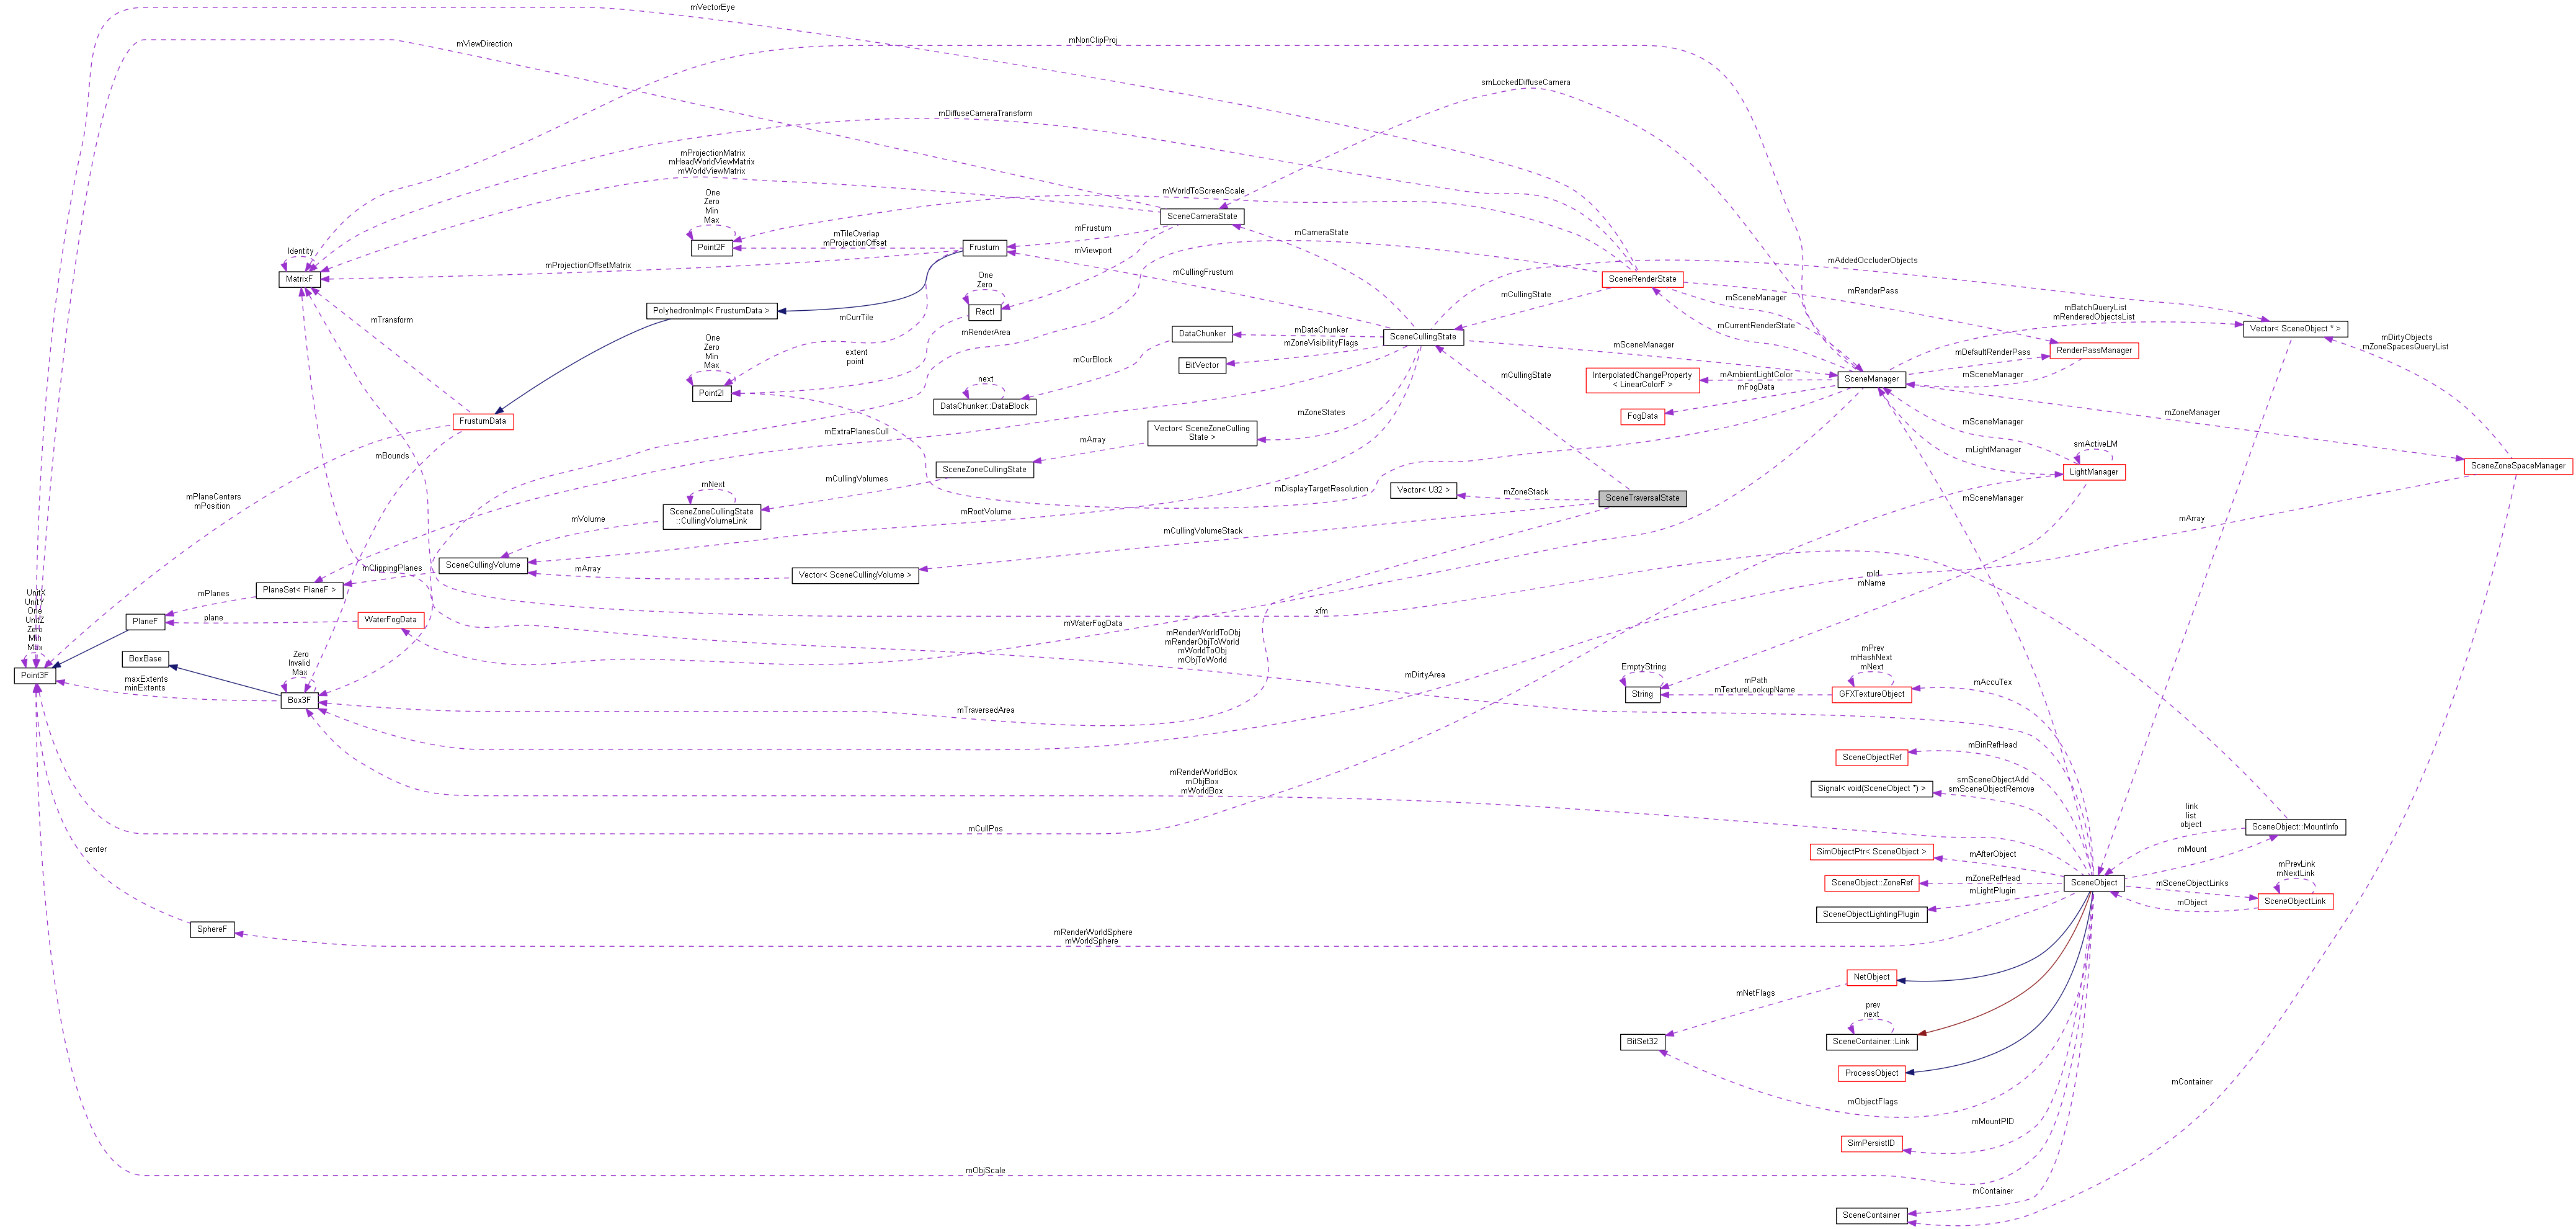 mVectorEye
mViewDirection
mNonClipProj
smLockedDiffuseCamera
mDiffuseCameraTransform
mProjectionMatrix
mHeadWorldViewMatrix
mWorldViewMatrix
One
Zero
Min
Max
mWorldToScreenScale
SceneCameraState
mTileOverlap
mProjectionOffset
mFrustum
mCameraState
Point2F
Frustum
mViewport
Identity
mProjectionOffsetMatrix
mCullingFrustum
mAddedOccluderObjects
MatrixF
One
Zero
SceneRenderState
mRenderPass
mCullingState
mSceneManager
mBatchQueryList
mRenderedObjectsList
PolyhedronImpl< FrustumData >
mCurrTile
RectI
mTransform
mRenderArea
DataChunker
mDataChunker
mZoneVisibilityFlags
SceneCullingState
mCurrentRenderState
Vector< SceneObject * >
mDirtyObjects
mZoneSpacesQueryList
One
Zero
Min
Max
extent
point
mCurBlock
BitVector
mSceneManager
mDefaultRenderPass
RenderPassManager
mSceneManager
next
mCullingState
InterpolatedChangeProperty
< LinearColorF >
mAmbientLightColor
mFogData
SceneManager
Point2I
DataChunker::DataBlock
FrustumData
mZoneStates
FogData
mZoneManager
mExtraPlanesCull
Vector< SceneZoneCulling
State >
mArray
mSceneManager
smActiveLM
mBounds
SceneZoneCullingState
mLightManager
LightManager
SceneZoneSpaceManager
mNext
mCullingVolumes
mDisplayTargetResolution
Vector< U32 >
mZoneStack
SceneTraversalState
mSceneManager
mPlaneCenters
mPosition
SceneZoneCullingState
::CullingVolumeLink
mRootVolume
mVolume
mCullingVolumeStack
mArray
SceneCullingVolume
mClippingPlanes
mArray
Vector< SceneCullingVolume >
mId
mName
PlaneSet< PlaneF >
mPlanes
UnitX
UnitY
One
UnitZ
Zero
Min
Max
PlaneF
plane
WaterFogData
mWaterFogData
xfm
mRenderWorldToObj
mRenderObjToWorld
mWorldToObj
mObjToWorld
BoxBase
Point3F
Zero
Invalid
Max
maxExtents
minExtents
Box3F
mDirtyArea
EmptyString
mPath
mTextureLookupName
mPrev
mHashNext
mNext
mAccuTex
String
GFXTextureObject
mTraversedArea
mBinRefHead
SceneObjectRef
mRenderWorldBox
mObjBox
mWorldBox
smSceneObjectAdd
smSceneObjectRemove
Signal< void(SceneObject *) >
mCullPos
link
list
object
SceneObject::MountInfo
center
SimObjectPtr< SceneObject >
mAfterObject
mMount
mZoneRefHead
SceneObject::ZoneRef
mLightPlugin
SceneObject
mSceneObjectLinks
mPrevLink
mNextLink
mObject
SceneObjectLink
SceneObjectLightingPlugin
SphereF
mRenderWorldSphere
mWorldSphere
NetObject
mNetFlags
prev
next
BitSet32
SceneContainer::Link
ProcessObject
mContainer
mObjectFlags
mMountPID
SimPersistID
mObjScale
mContainer
SceneContainer